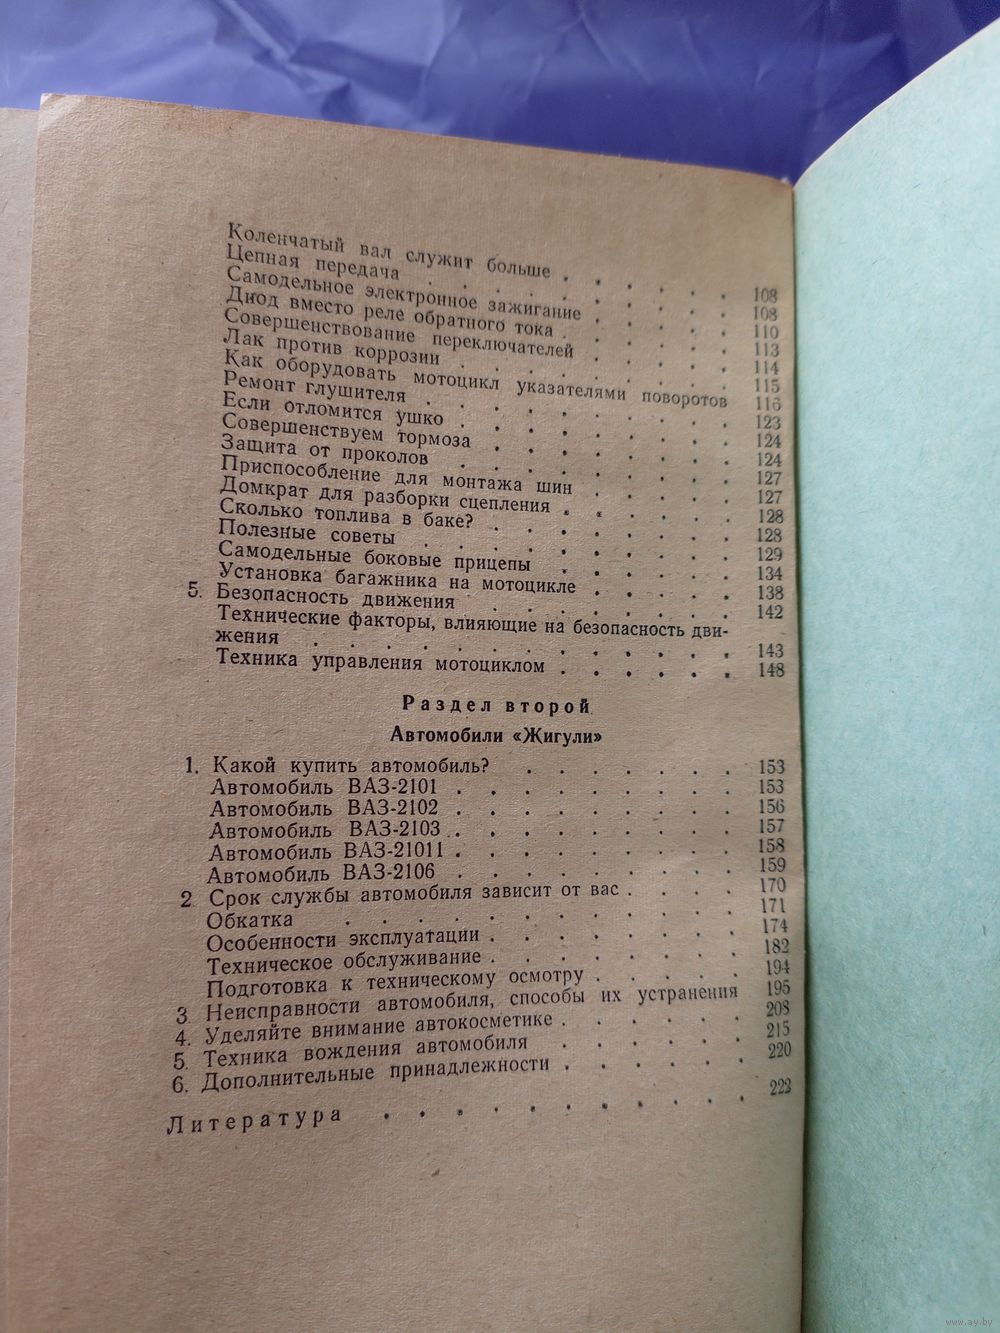 Коленчатый вал служит больше . . . . . . 108
Цепная передача . . . . . . . . . 108
Самодельное электронное зажигание . . . . . 110
Диод вместо реле обратного тока . . . . . . 113
Совершенствование переключателей . . . . . 114
Лак против коррозии . . . . . . . . 115
Как оборудовать мотоцикл указателями поворотов 116
Ремонт глушителя . . . . . . . . . 123
Если отломится ушко . . . . . . . . 124
Совершенствуем тормоза . . . . . . . 124
Защита от проколов . . . . . . . . 127
Приспособление для монтажа шин . . . . . 127
Домкрат для разборки сцепления . . . . . . 128
Сколько топлива в баке? . . . . . . . 128
Полезные советы . . . . . . . . . 129
Самодельные боковые прицепы . . . . . . 134
Установка багажника на мотоцикле . . . . . 138
5. Безопасность движения . . . . . . . 142
Технические факторы, влияющие на безопасность дви-
жения . . . . . . . . . . . 143
Техника управления мотоциклом . . . . . . 148
Раздел второй
Автомобили «Жигули»
1. Какой купить автомобиль? . . . . . . . 153
Автомобиль ВАЗ-2101 . . . . . . . . . 153
Автомобиль ВАЗ-2102 . . . . . . . . . 156
Автомобиль ВАЗ-2103 . . . . . . . . . 157
Автомобиль ВАЗ-21011 . . . . . . . . . 158
Автомобиль ВАЗ-2106 . . . . . . . . . 159
2. Срок службы автомобиля зависит от вас . . . . 170
Обкатка . . . . . . . . . . . 171
Особенности эксплуатации . . . . . . . . 174
Техническое обслуживание . . . . . . . . 182
Подготовка к техническому осмотру . . . . . 194
3. Неисправности автомобиля, способы их устранения 195
4. Уделяйте внимание автокосметике . . . . . . 208
5. Техника вождения автомобиля . . . . . . 215
6. Дополнительные принадлежности . . . . . . 220
Литература . . . . . . . . . . . 222
www.ay.by